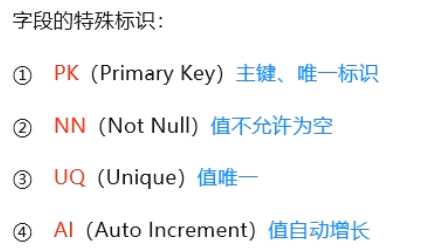 字段的特殊标识：
① PK（Primary Key）主键、唯一标识
② NN（Not Null）值不允许为空
③ UQ（Unique）值唯一
④ AI（Auto Increment）值自动增长